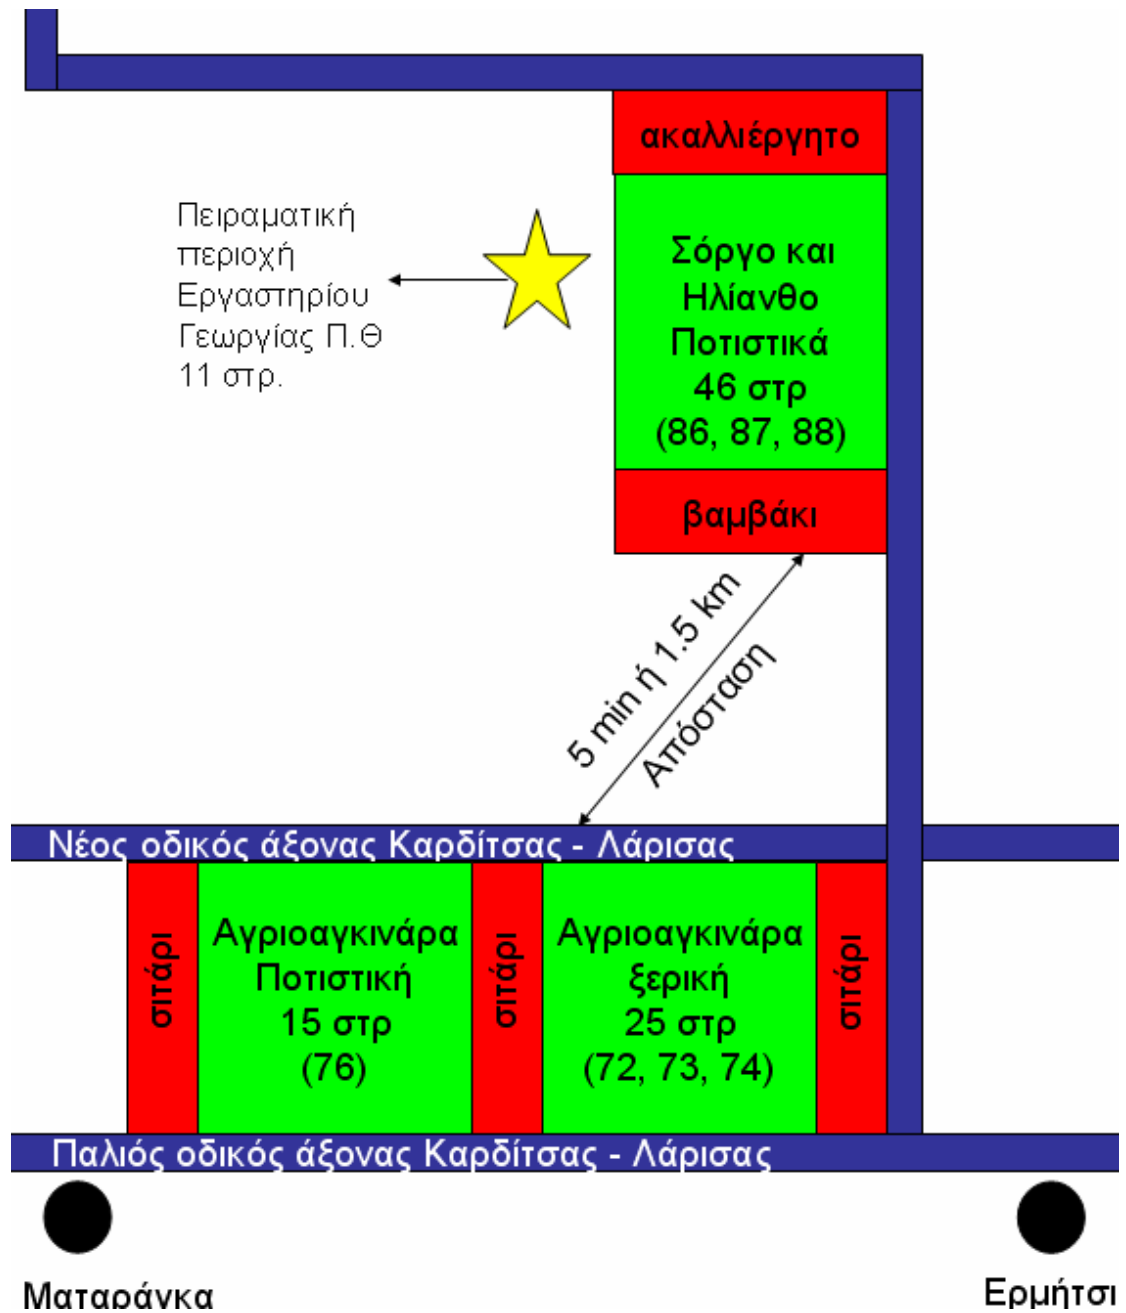 ακαλλιέργητο
Πειραματική
περιοχή
Εργαστηρίου
Γεωργίας Π.Θ
11 στρ.
Σόργο και
Ηλίανθο
Ποτιστικά
46 στρ
(86, 87, 88)
βαμβάκι
5 min ή 1.5 km
Απόσταση
Νέος οδικός άξονας Καρδίτσας - Λάρισας
σιτάρι
Αγριοαγκινάρα
Ποτιστική
15 στρ
(76)
σιτάρι
Αγριοαγκινάρα
ξερική
25 στρ
(72, 73, 74)
σιτάρι
Παλιός οδικός άξονας Καρδίτσας - Λάρισας
Ματαράγκα
Ερμήτσι